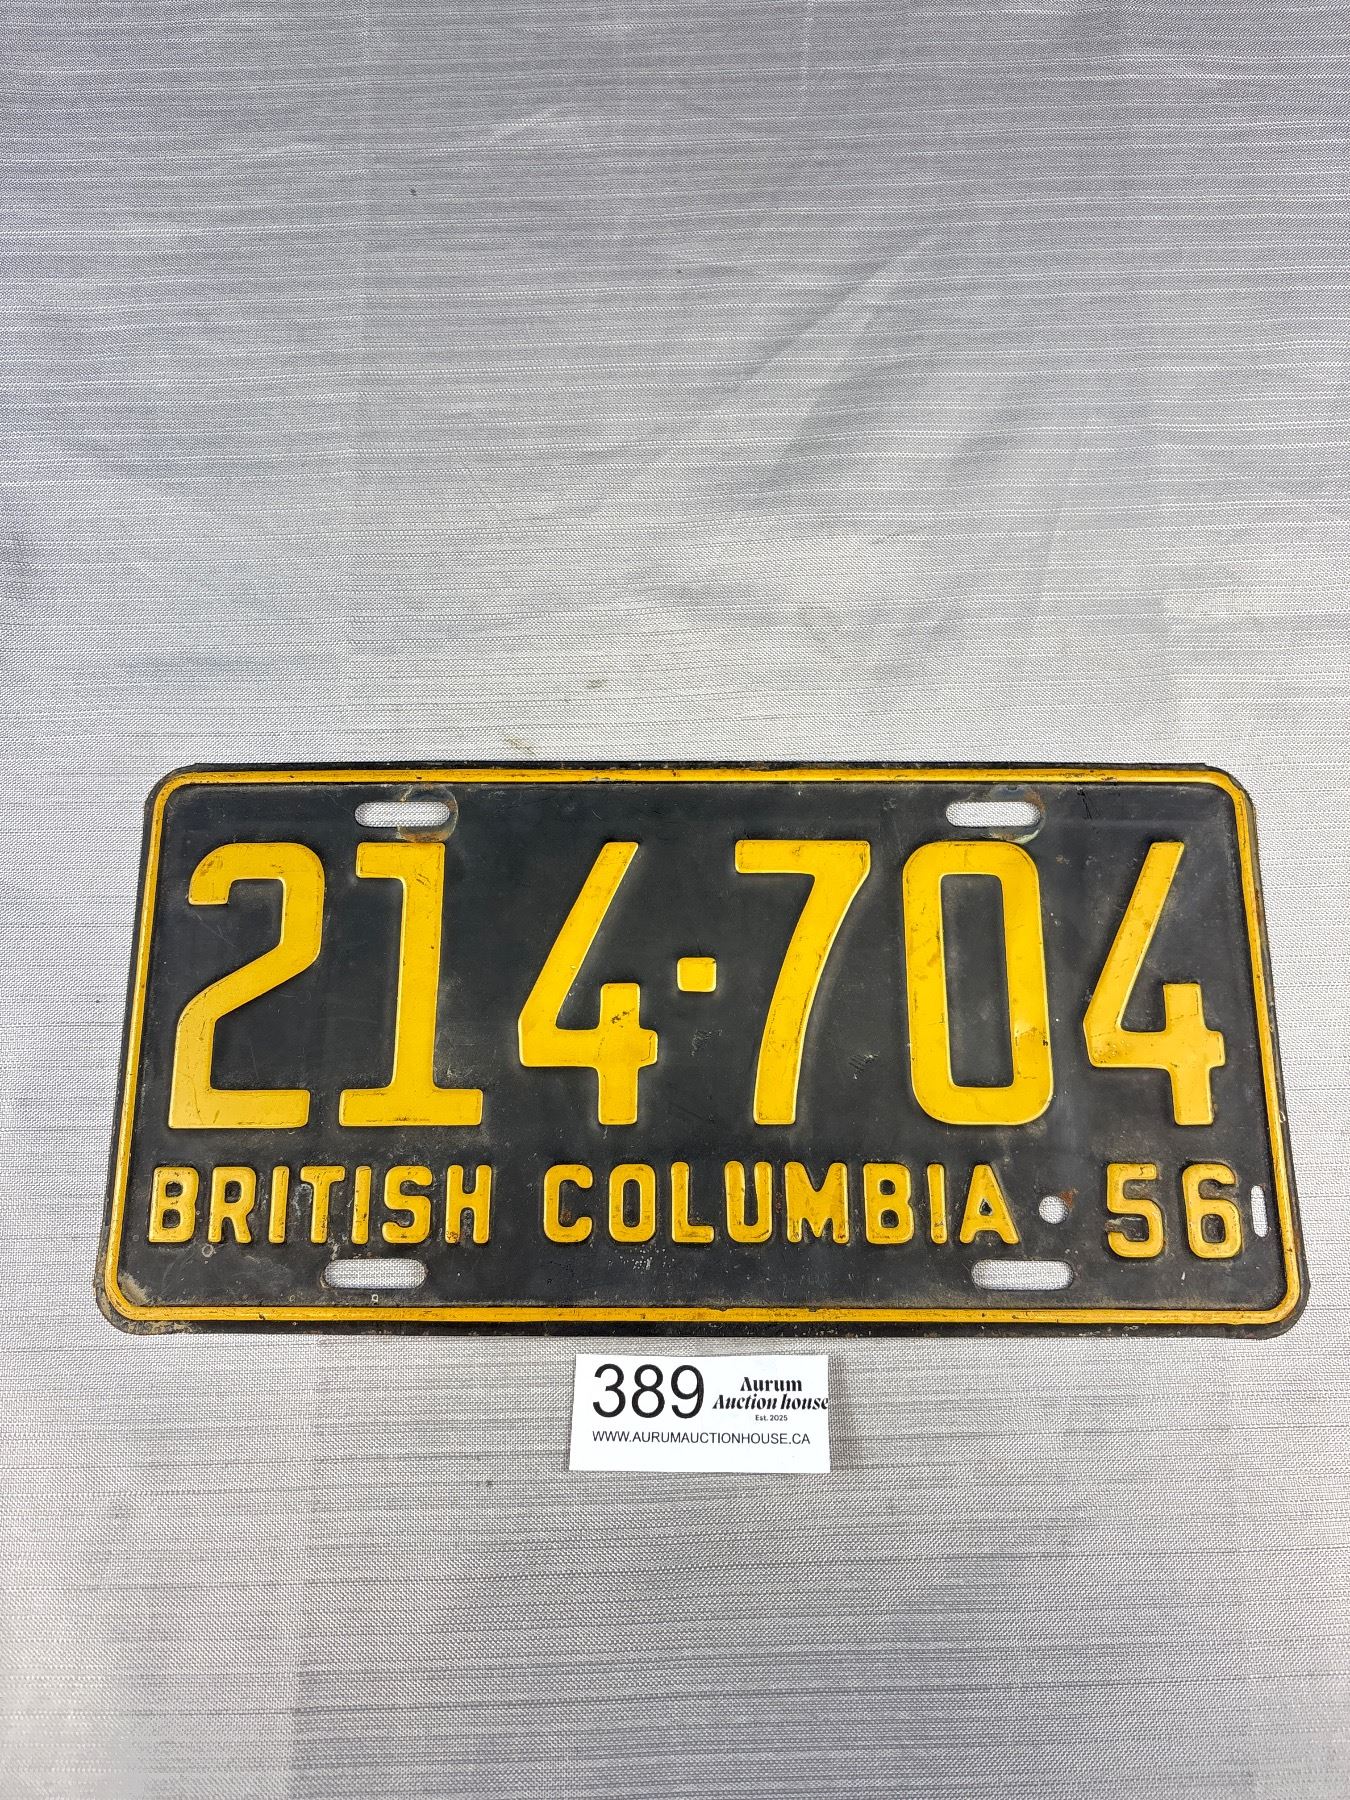 214·704
BRITISH COLUMBIA 56
389
Aurum
Auction house
Est. 2025
WWW.AURUMAUCTIONHOUSE.CA